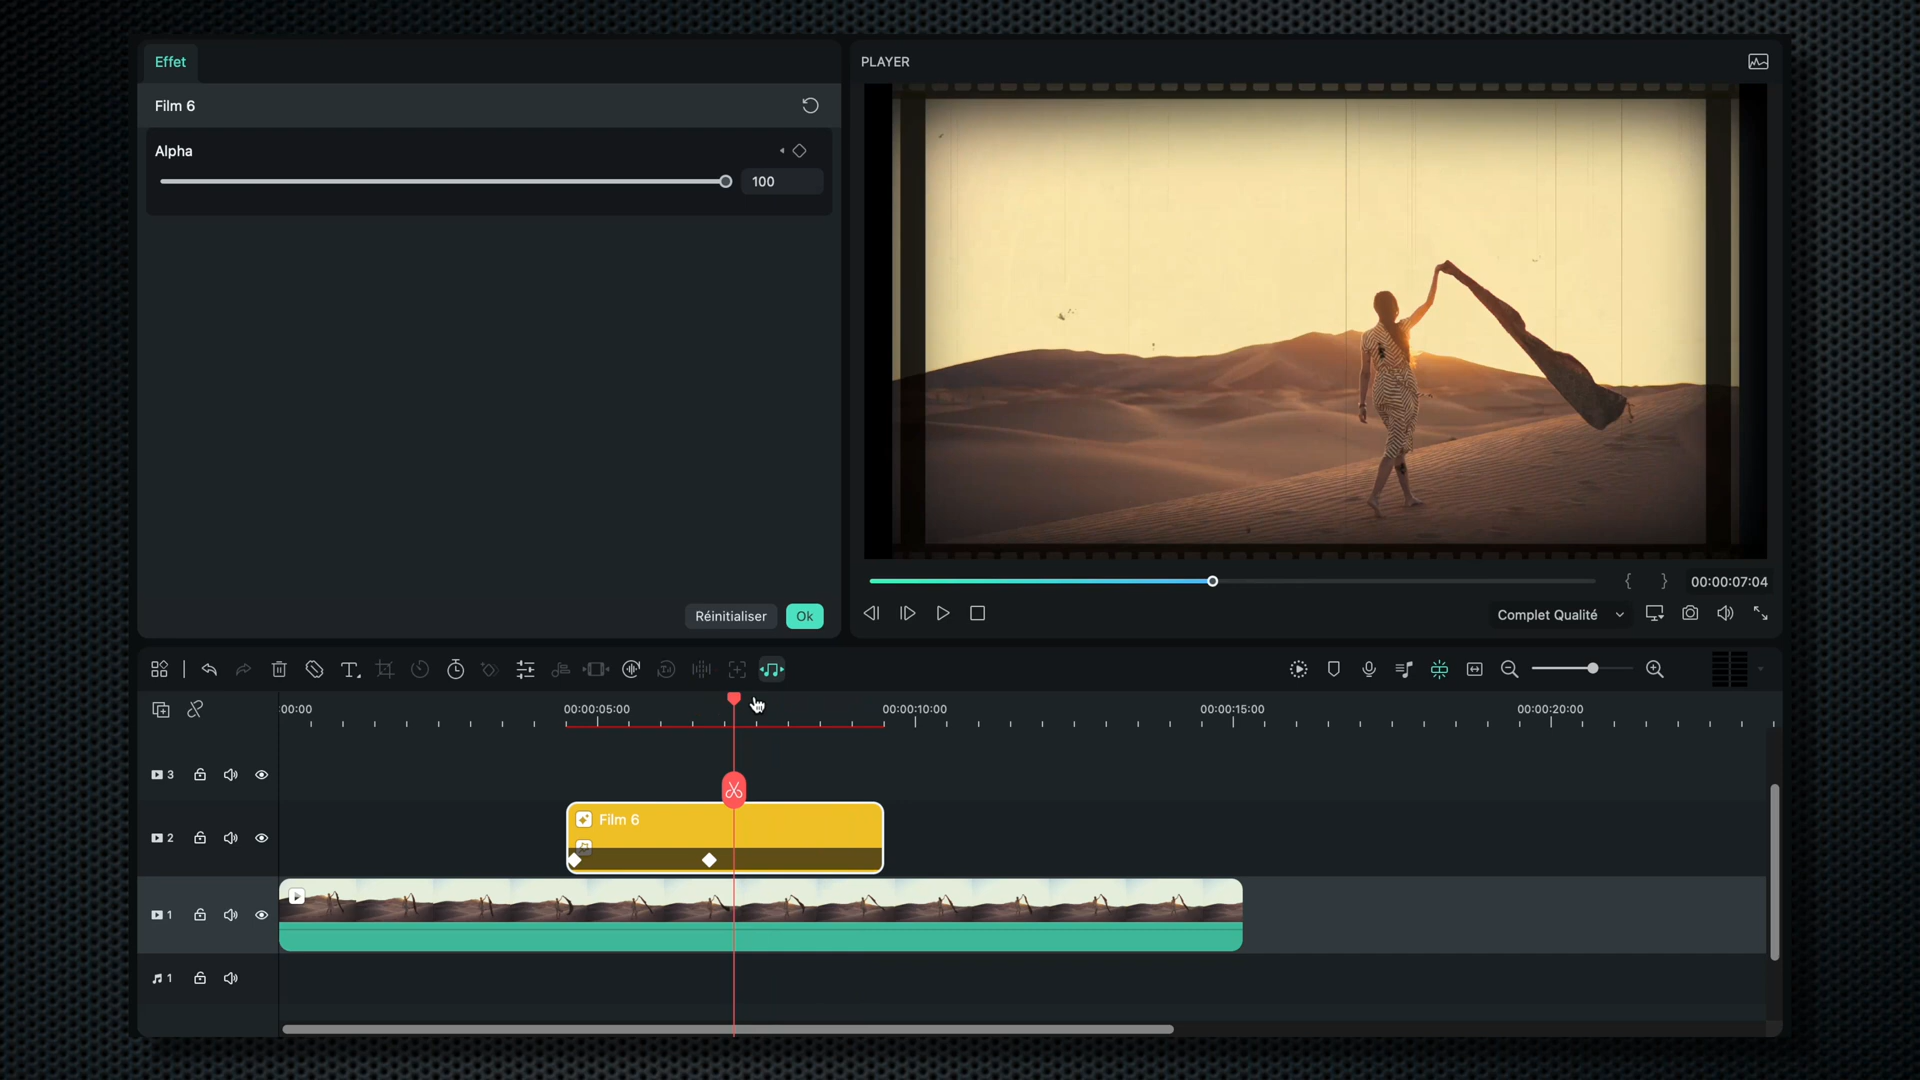 Effet
PLAYER
Film 6
Alpha
100
Réinitialiser
Ok
00:00:07:04
Complet Qualité
:00:00
00:00:05:00
00:00:10:00
00:00:15:00
00:00:20:00
3
2
Film 6
1
1